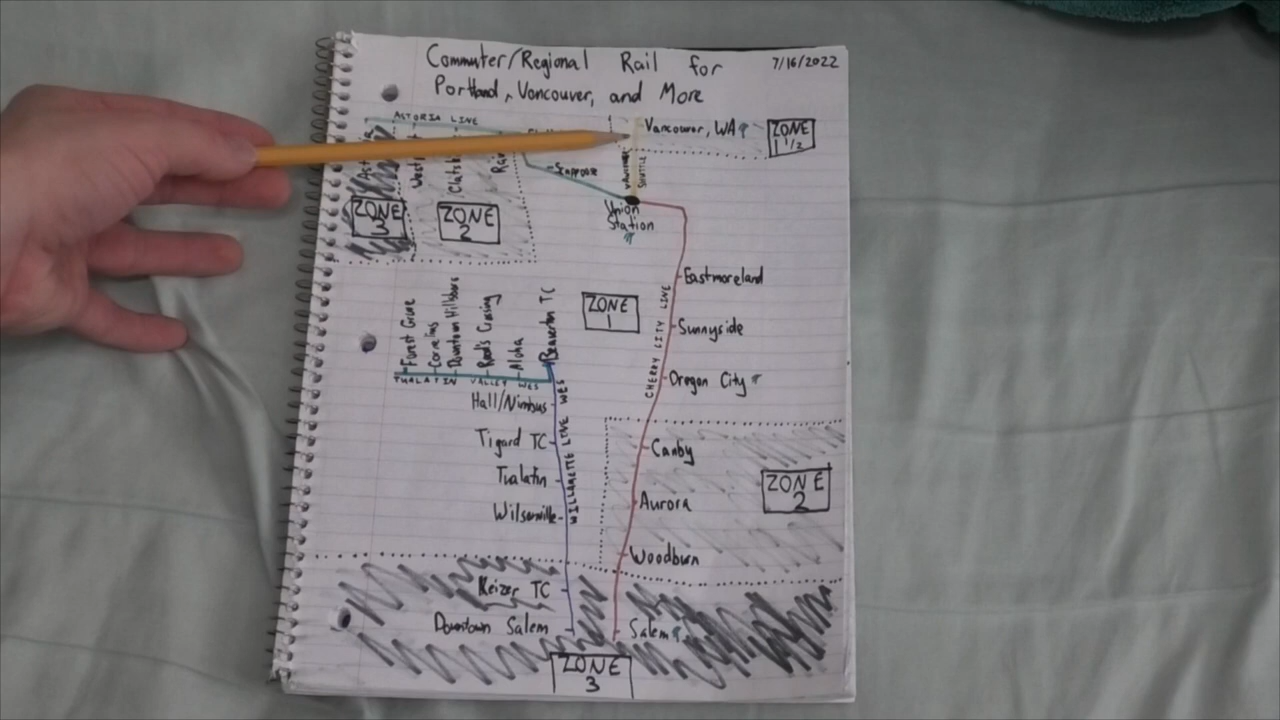 Commuter/Regional Rail for
7/16/2022
Portland, Vancouver, and More
ASTORIA LINE
Vancouver, WA
ZONE
1 1/2
Scappoose
VANCOUVER
SHUTTLE
ZONE
3
ZONE
2
Union
Station
Eastmoreland
ZONE
1
Sunnyside
CHERRY CITY LINE
Oregon City
Forest Grove
Cornelius
Downtown Hillsboro
Reed's Crossing
Aloha
Beaverton TC
TUALATIN VALLEY WES
Hall/Nimbus
Tigard TC
Tualatin
Wilsonville
WILLAMETTE LINE WES
Canby
ZONE
2
Aurora
Woodburn
Keizer TC
Downtown Salem
Salem
ZONE
3